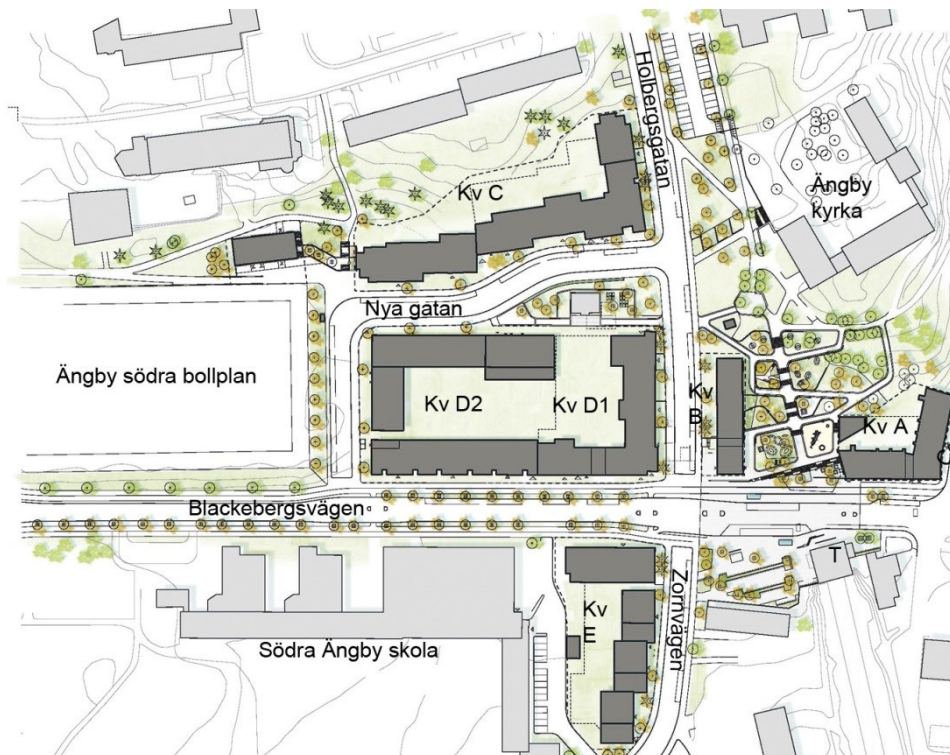 Holbergsgatan
Kv C
Ängby
kyrka
Nya gatan
Ängby södra bollplan
Kv D2
Kv D1
Kv
B
Kv A
Blackebergsvägen
T
Zornvägen
Kv
E
Södra Ängby skola